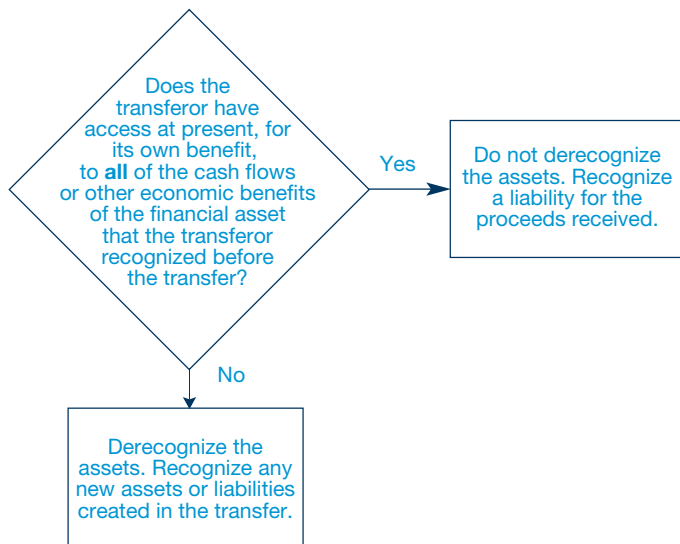 Does the
transferor have
access at present, for
its own benefit,
to all of the cash flows
or other economic benefits
of the financial asset
that the transferor
recognized before
the transfer?
Yes
Do not derecognize
the assets. Recognize
a liability for the
proceeds received.
No
Derecognize the
assets. Recognize any
new assets or liabilities
created in the transfer.